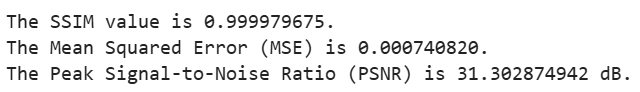 The SSIM value is 0.999979675.
The Mean Squared Error (MSE) is 0.000740820.
The Peak Signal-to-Noise Ratio (PSNR) is 31.302874942 dB.